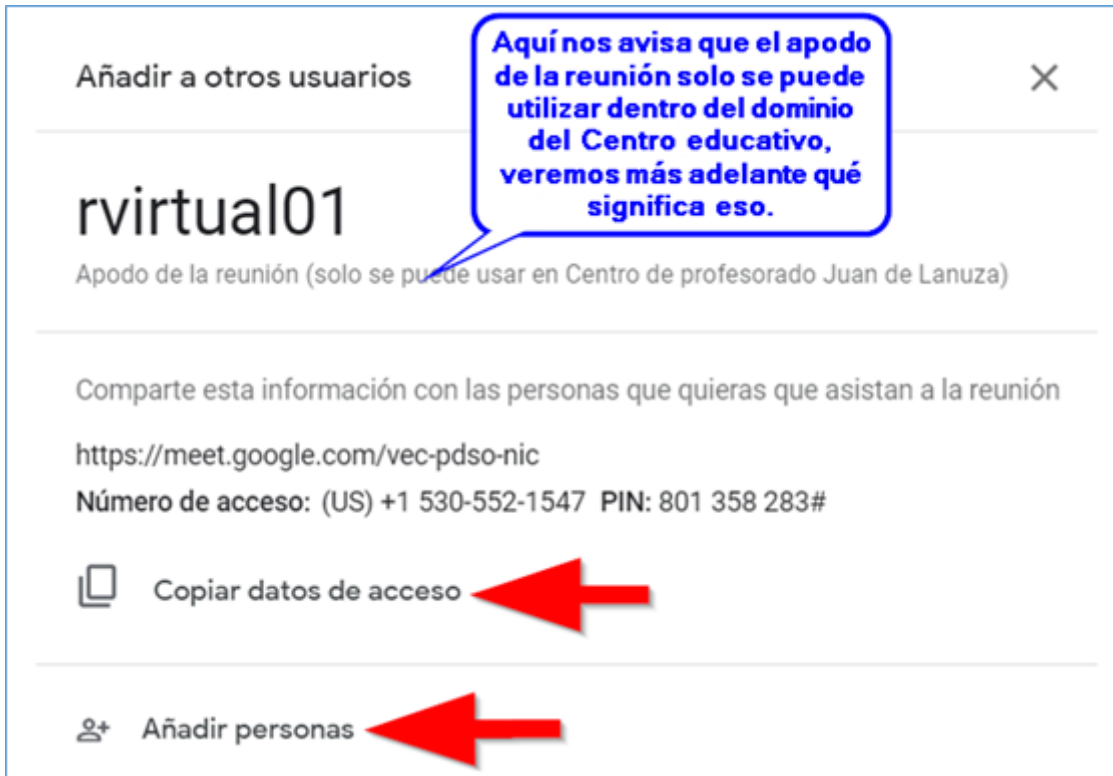 Añadir a otros usuarios
Aquí nos avisa que el apodo
de la reunión solo se puede
utilizar dentro del dominio
del Centro educativo,
veremos más adelante qué
significa eso.
rvirtual01
Apodo de la reunión (solo se puede usar en Centro de profesorado Juan de Lanuza)
Comparte esta información con las personas que quieras que asistan a la reunión
https://meet.google.com/vec-pdso-nic
Número de acceso: (US) +1 530-552-1547 PIN: 801 358 283#
Copiar datos de acceso
Añadir personas